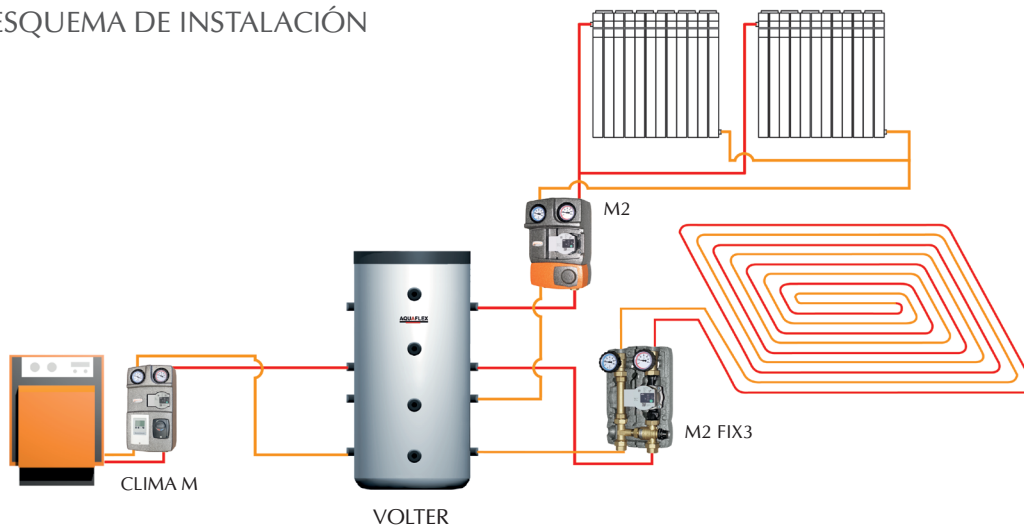 ESQUEMA DE INSTALACIÓN
M2
AQUAFLEX
M2 FIX3
CLIMA M
VOLTER